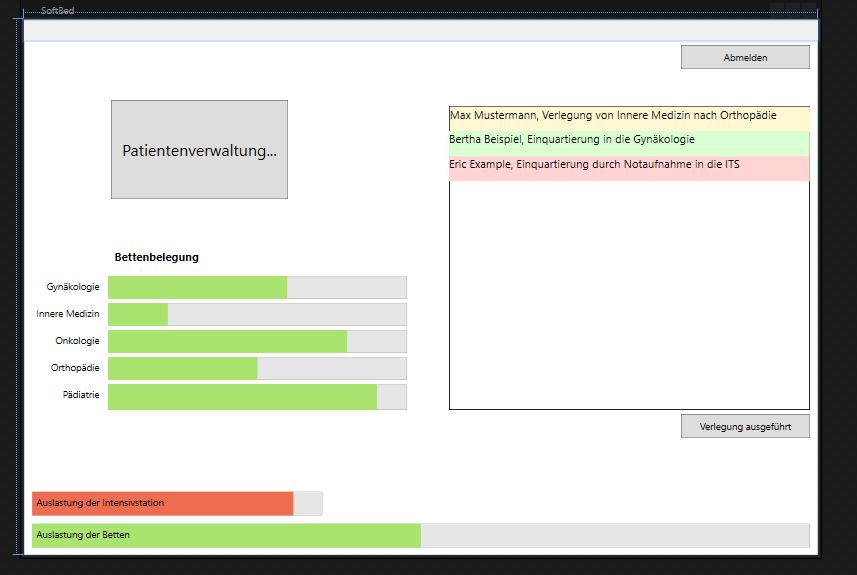 SoftBed
Abmelden
Patientenverwaltung...
Max Mustermann, Verlegung von Innere Medizin nach Orthopädie
Bertha Beispiel, Einquartierung in die Gynäkologie
Eric Example, Einquartierung durch Notaufnahme in die ITS
Bettenbelegung
Gynäkologie
Innere Medizin
Onkologie
Orthopädie
Pädiatrie
Verlegung ausgeführt
Auslastung der Intensivstation
Auslastung der Betten